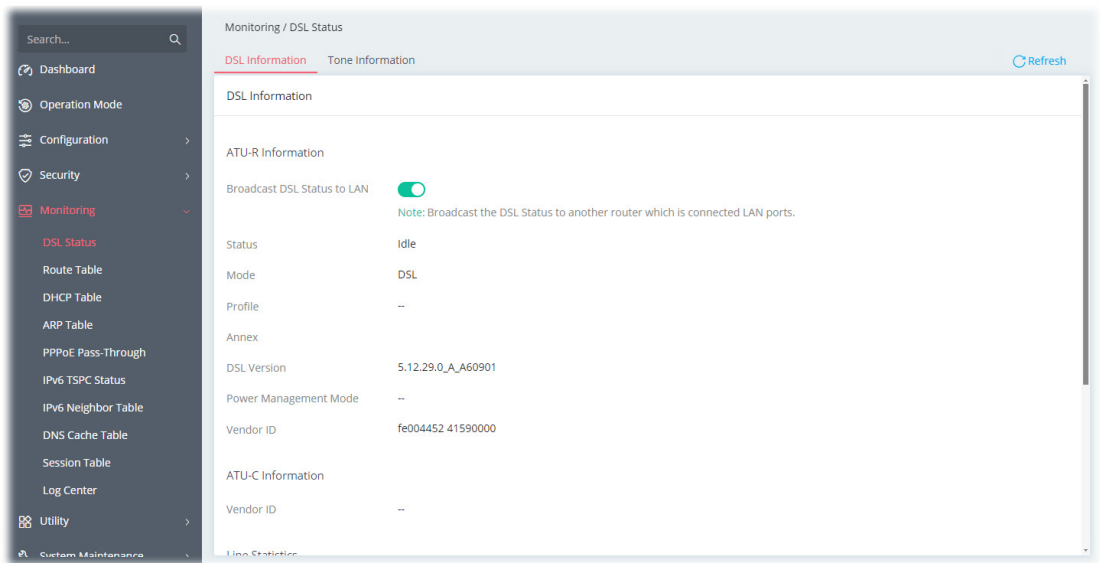 Search...
Dashboard
Operation Mode
Configuration
Security
Monitoring
DSL Status
Route Table
DHCP Table
ARP Table
PPPoE Pass-Through
IPv6 TSPC Status
IPv6 Neighbor Table
DNS Cache Table
Session Table
Log Center
Utility
System Maintenance
Monitoring / DSL Status
DSL Information Tone Information Refresh
DSL Information
ATU-R Information
Broadcast DSL Status to LAN
Note: Broadcast the DSL Status to another router which is connected LAN ports.
Status Idle
Mode DSL
Profile --
Annex
DSL Version 5.12.29.0_A_A60901
Power Management Mode --
Vendor ID fe004452 41590000
ATU-C Information
Vendor ID --
Line Statistics